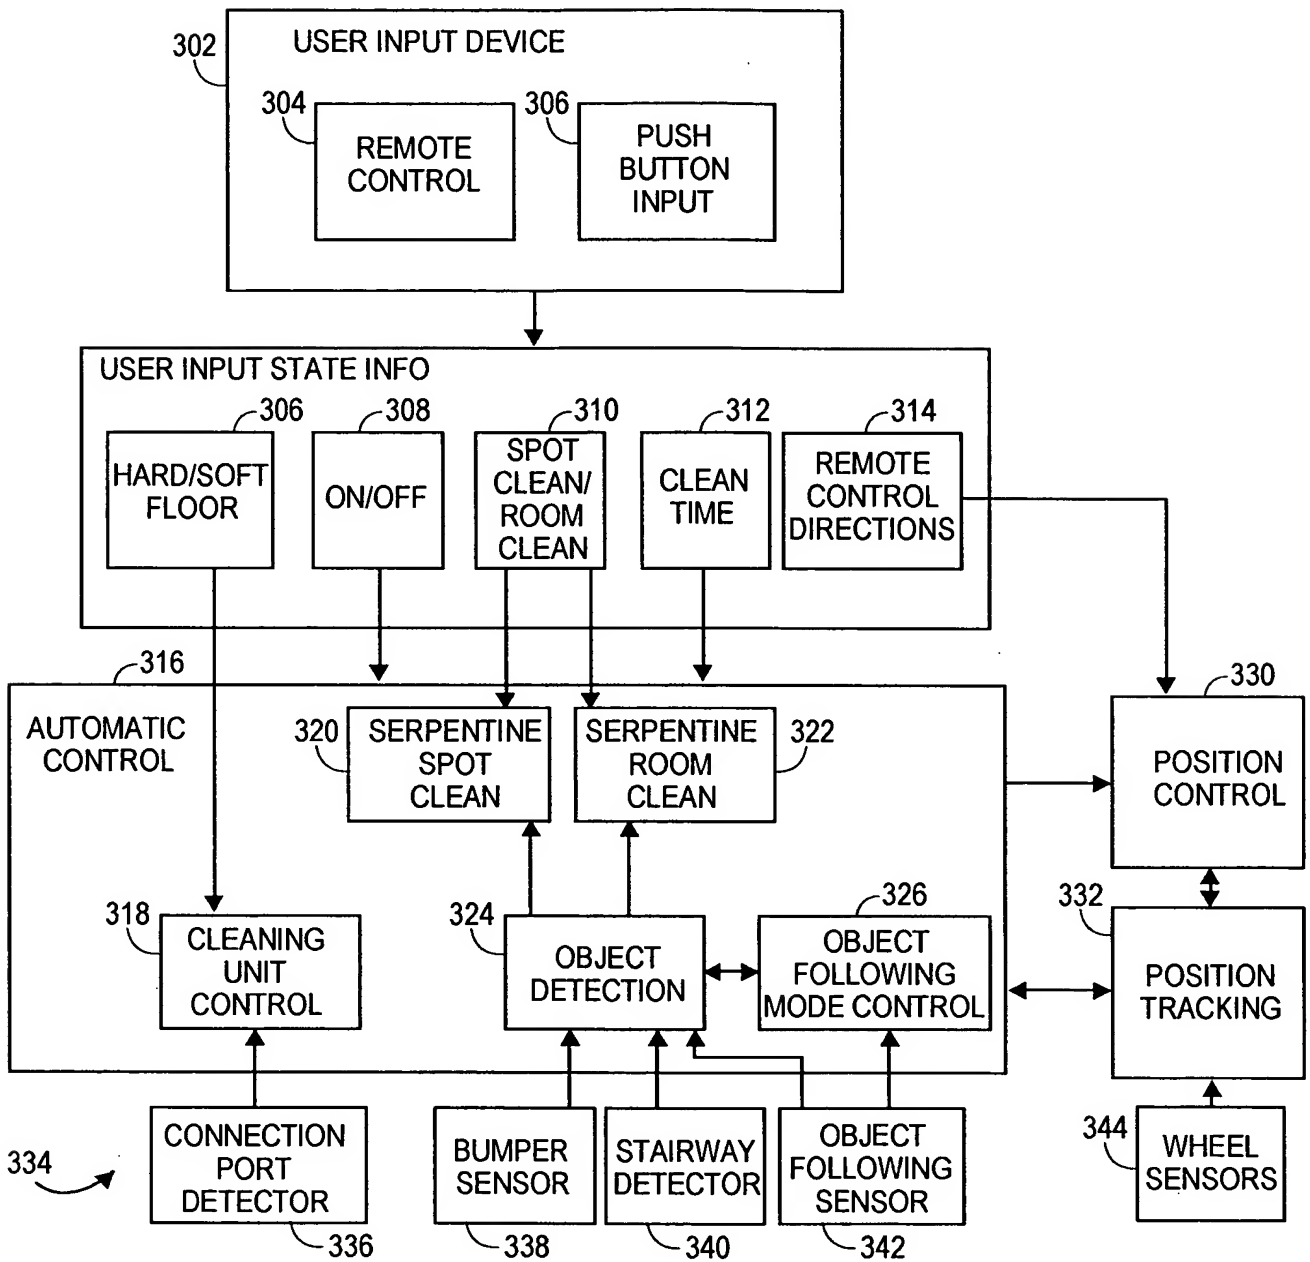 302
USER INPUT DEVICE
304
REMOTE
CONTROL
306
PUSH
BUTTON
INPUT
USER INPUT STATE INFO
306
HARD/SOFT
FLOOR
308
ON/OFF
310
SPOT
CLEAN/
ROOM
CLEAN
312
CLEAN
TIME
314
REMOTE
CONTROL
DIRECTIONS
316
AUTOMATIC
CONTROL
320
SERPENTINE
SPOT
CLEAN
SERPENTINE
ROOM
CLEAN
322
330
POSITION
CONTROL
318
CLEANING
UNIT
CONTROL
324
OBJECT
DETECTION
326
OBJECT
FOLLOWING
MODE CONTROL
332
POSITION
TRACKING
334
CONNECTION
PORT
DETECTOR
336
BUMPER
SENSOR
338
STAIRWAY
DETECTOR
340
OBJECT
FOLLOWING
SENSOR
342
344
WHEEL
SENSORS